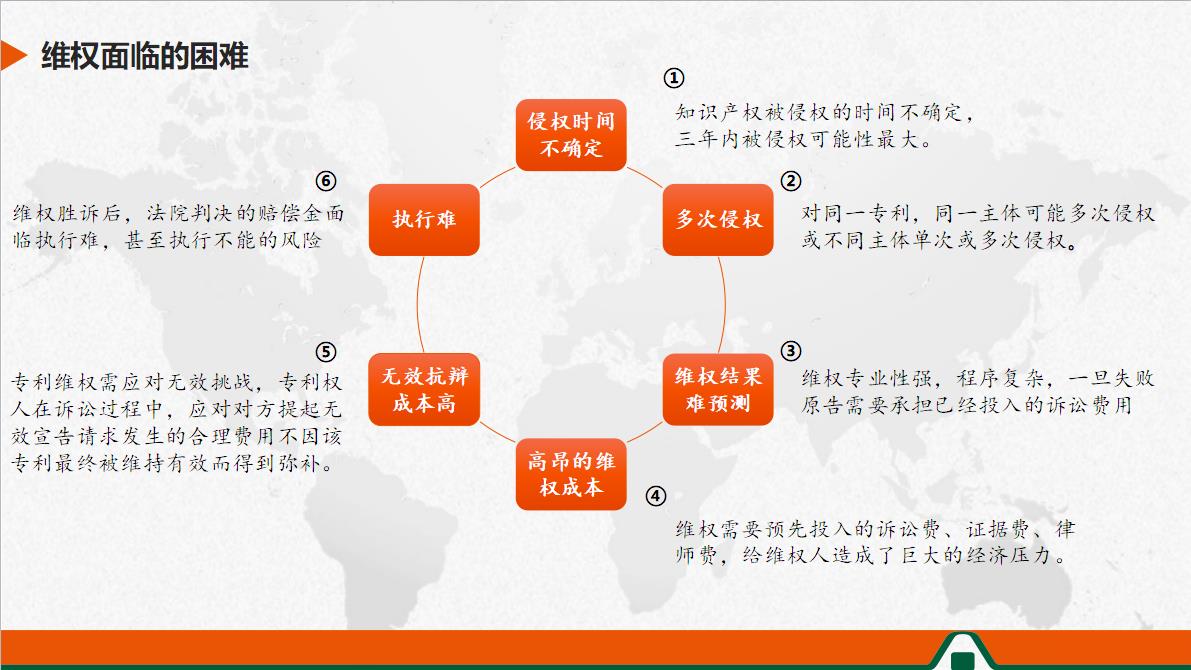 维权面临的困难
①
侵权时间
不确定
知识产权被侵权的时间不确定，
三年内被侵权可能性最大。
②
多次侵权
对同一专利，同一主体可能多次侵权
或不同主体单次或多次侵权。
③
维权结果
难预测
维权专业性强，程序复杂，一旦失败
原告需要承担已经投入的诉讼费用
④
高昂的维
权成本
维权需要预先投入的诉讼费、证据费、律
师费，给维权人造成了巨大的经济压力。
⑤
无效抗辩
成本高
专利维权需应对无效挑战，专利权
人在诉讼过程中，应对对方提起无
效宣告请求发生的合理费用不因该
专利最终被维持有效而得到弥补。
⑥
执行难
维权胜诉后，法院判决的赔偿金面
临执行难，甚至执行不能的风险